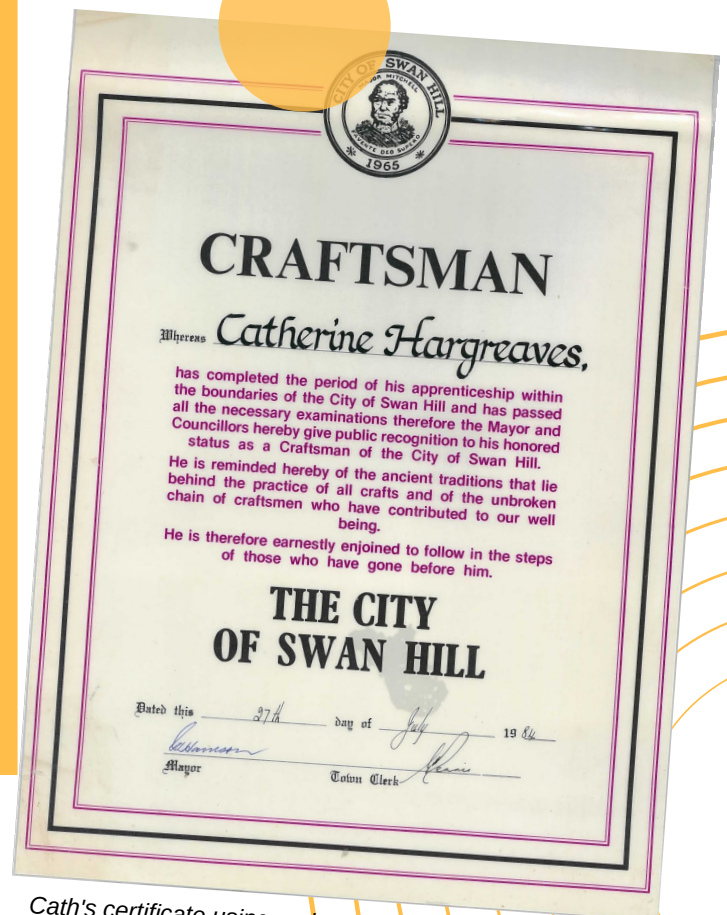 CITY OF SWAN HILL
MAJOR MITCHELL
FAVENTE DEO SUPERO
* 1965 *
CRAFTSMAN
Whereas Catherine Hargreaves,
has completed the period of his apprenticeship within
the boundaries of the City of Swan Hill and has passed
all the necessary examinations therefore the Mayor and
Councillors hereby give public recognition to his honored
status as a Craftsman of the City of Swan Hill.
He is reminded hereby of the ancient traditions that lie
behind the practice of all crafts and of the unbroken
chain of craftsmen who have contributed to our well
being.
He is therefore earnestly enjoined to follow in the steps
of those who have gone before him.
THE CITY
OF SWAN HILL
Dated this 27th day of July 19
Mayor Town Clerk
Cath's certificate using